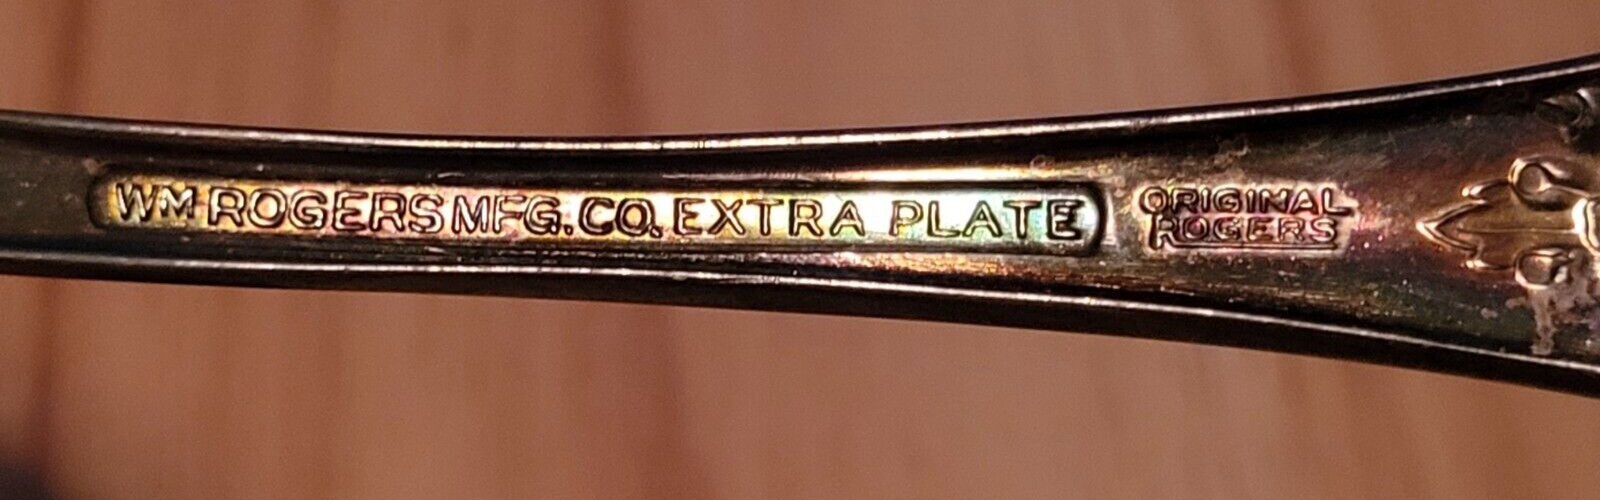 WM ROGERS MFG. CO. EXTRA PLATE
ORIGINAL
ROGERS